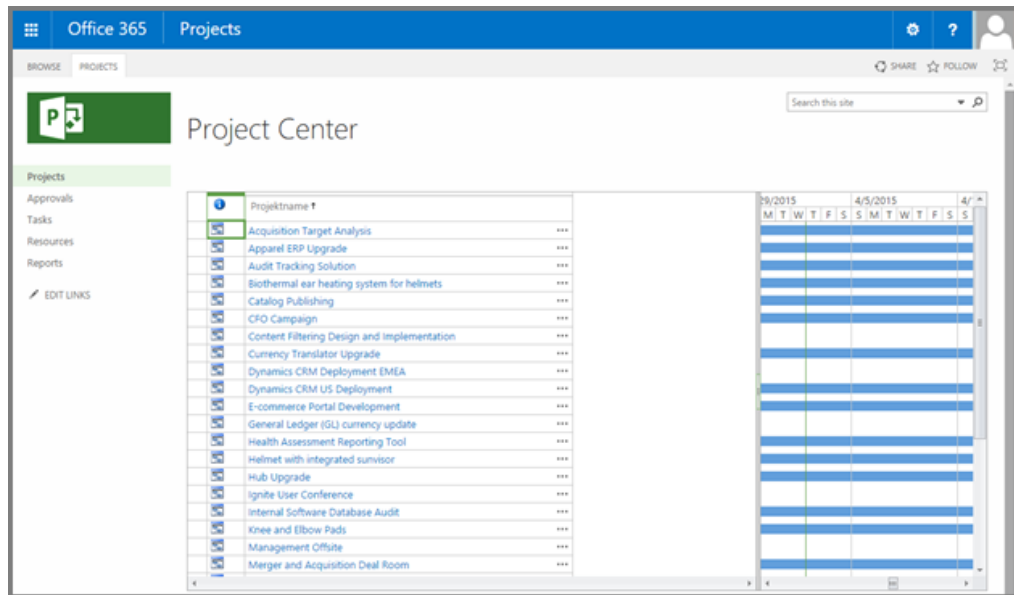 Office 365 Projects ?
BROWSE PROJECTS SHARE FOLLOW
Search this site
P
Project Center
Projects
Approvals
Tasks
Resources
Reports
EDIT LINKS
Projektname ↑
29/2015 4/5/2015 4/
M T W T F S S M T W T F S S
Acquisition Target Analysis ...
Apparel ERP Upgrade ...
Audit Tracking Solution ...
Biothermal ear heating system for helmets ...
Catalog Publishing ...
CFO Campaign ...
Content Filtering Design and Implementation ...
Currency Translator Upgrade ...
Dynamics CRM Deployment EMEA ...
Dynamics CRM US Deployment ...
E-commerce Portal Development ...
General Ledger (GL) currency update ...
Health Assessment Reporting Tool ...
Helmet with integrated sunvisor ...
Hub Upgrade ...
Ignite User Conference ...
Internal Software Database Audit ...
Knee and Elbow Pads ...
Management Offsite ...
Merger and Acquisition Deal Room ...